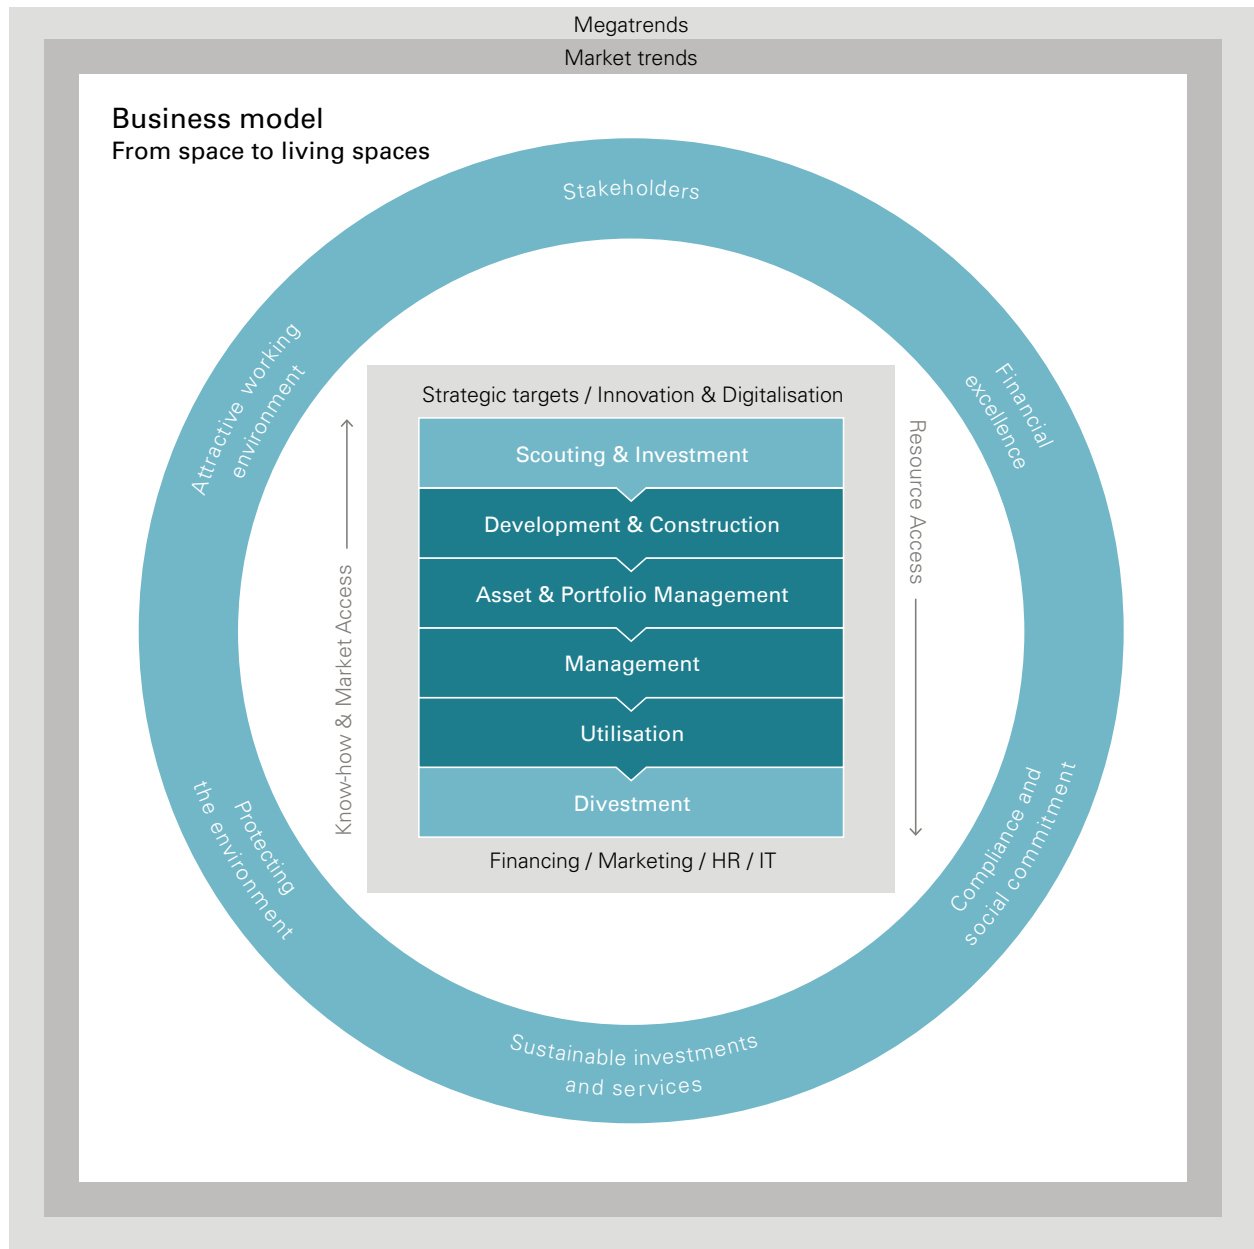 Megatrends
Market trends
Business model
From space to living spaces
Stakeholders
Attractive working
environment
Financial
excellence
Strategic targets / Innovation & Digitalisation
Scouting & Investment
Development & Construction
Asset & Portfolio Management
Management
Utilisation
Divestment
Financing / Marketing / HR / IT
Know-how & Market Access
Resource Access
Protecting
the environment
Compliance and
social commitment
Sustainable investments
and services